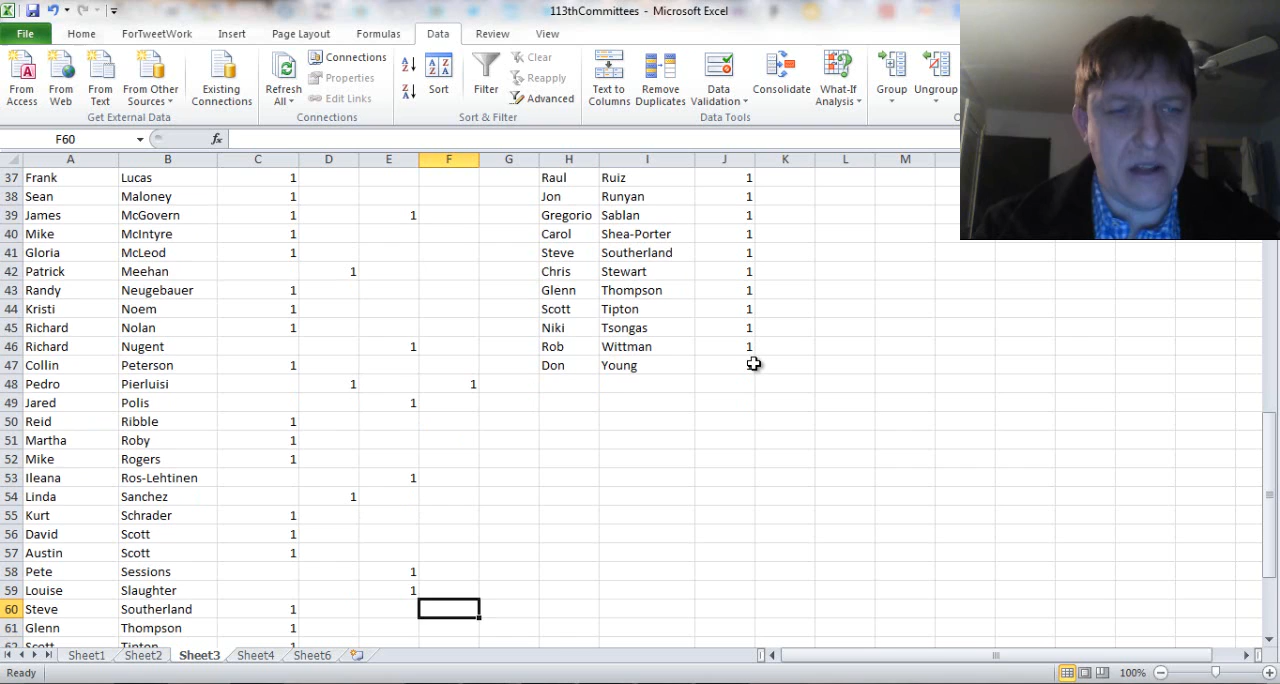 113thCommittees - Microsoft Excel
File Home ForTweetWork Insert Page Layout Formulas Data Review View
From Access
From Web
From Text
From Other Sources
Existing Connections
Get External Data
Refresh All
Connections
Properties
Edit Links
Connections
Sort
Filter
Clear
Reapply
Advanced
Sort & Filter
Text to Columns
Remove Duplicates
Data Validation
Consolidate
What-If Analysis
Data Tools
Group
Ungroup
F60 fx
A B C D E F G H I J K L M
37 Frank Lucas 1 Raul Ruiz 1
38 Sean Maloney 1 Jon Runyan 1
39 James McGovern 1 1 Gregorio Sablan 1
40 Mike McIntyre 1 Carol Shea-Porter 1
41 Gloria McLeod 1 Steve Southerland 1
42 Patrick Meehan 1 Chris Stewart 1
43 Randy Neugebauer 1 Glenn Thompson 1
44 Kristi Noem 1 Scott Tipton 1
45 Richard Nolan 1 Niki Tsongas 1
46 Richard Nugent 1 Rob Wittman 1
47 Collin Peterson 1 Don Young
48 Pedro Pierluisi 1 1
49 Jared Polis 1
50 Reid Ribble 1
51 Martha Roby 1
52 Mike Rogers 1
53 Ileana Ros-Lehtinen 1
54 Linda Sanchez 1
55 Kurt Schrader 1
56 David Scott 1
57 Austin Scott 1
58 Pete Sessions 1
59 Louise Slaughter 1
60 Steve Southerland 1
61 Glenn Thompson 1
62 Scott Tipton 1
Sheet1 Sheet2 Sheet3 Sheet4 Sheet6
Ready 100%